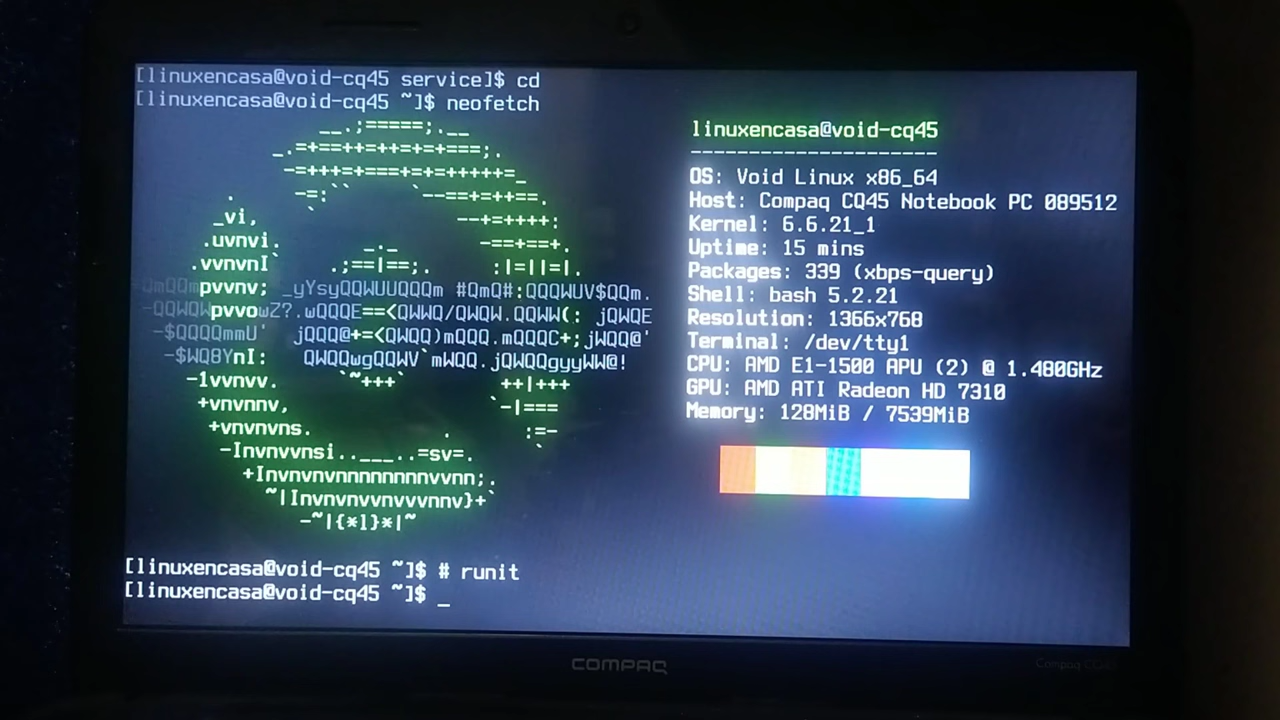 [linuxencasa@void-cq45 service]$ cd
[linuxencasa@void-cq45 ~]$ neofetch
linuxencasa@void-cq45
---------------------
OS: Void Linux x86_64
Host: Compaq CQ45 Notebook PC 089512
Kernel: 6.6.21_1
Uptime: 15 mins
Packages: 339 (xbps-query)
Shell: bash 5.2.21
Resolution: 1366x768
Terminal: /dev/tty1
CPU: AMD E1-1500 APU (2) @ 1.480GHz
GPU: AMD ATI Radeon HD 7310
Memory: 128MiB / 7539MiB
[linuxencasa@void-cq45 ~]$ # runit
[linuxencasa@void-cq45 ~]$ _
COMPAQ